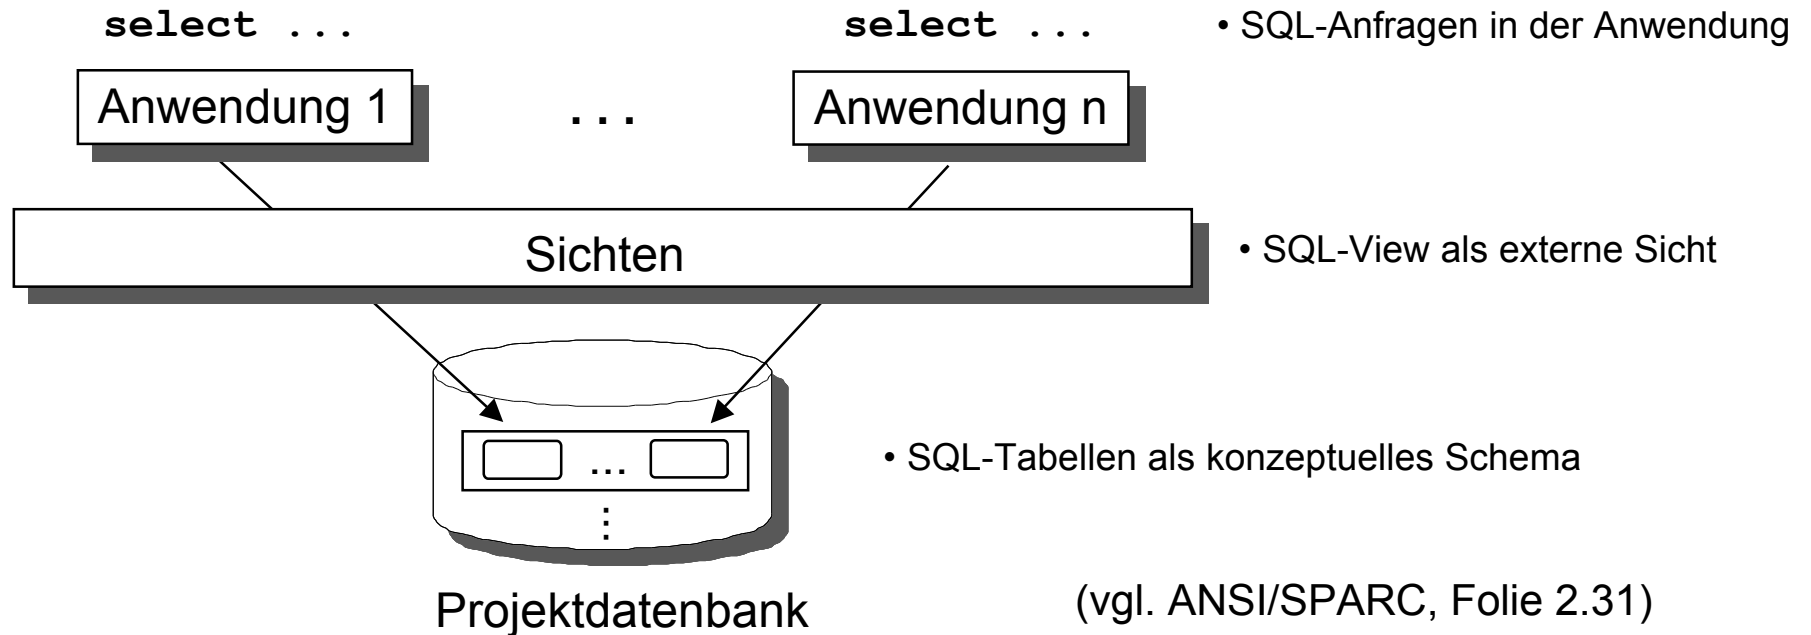 select ... select ... • SQL-Anfragen in der Anwendung
Anwendung 1 ... Anwendung n
Sichten • SQL-View als externe Sicht
... • SQL-Tabellen als konzeptuelles Schema
⋮
Projektdatenbank (vgl. ANSI/SPARC, Folie 2.31)